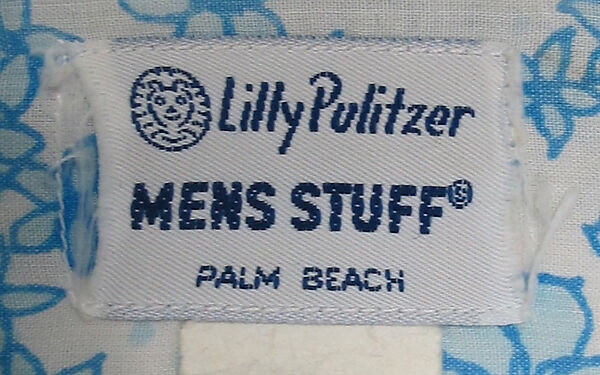 Lilly Pulitzer
MENS STUFF®
PALM BEACH